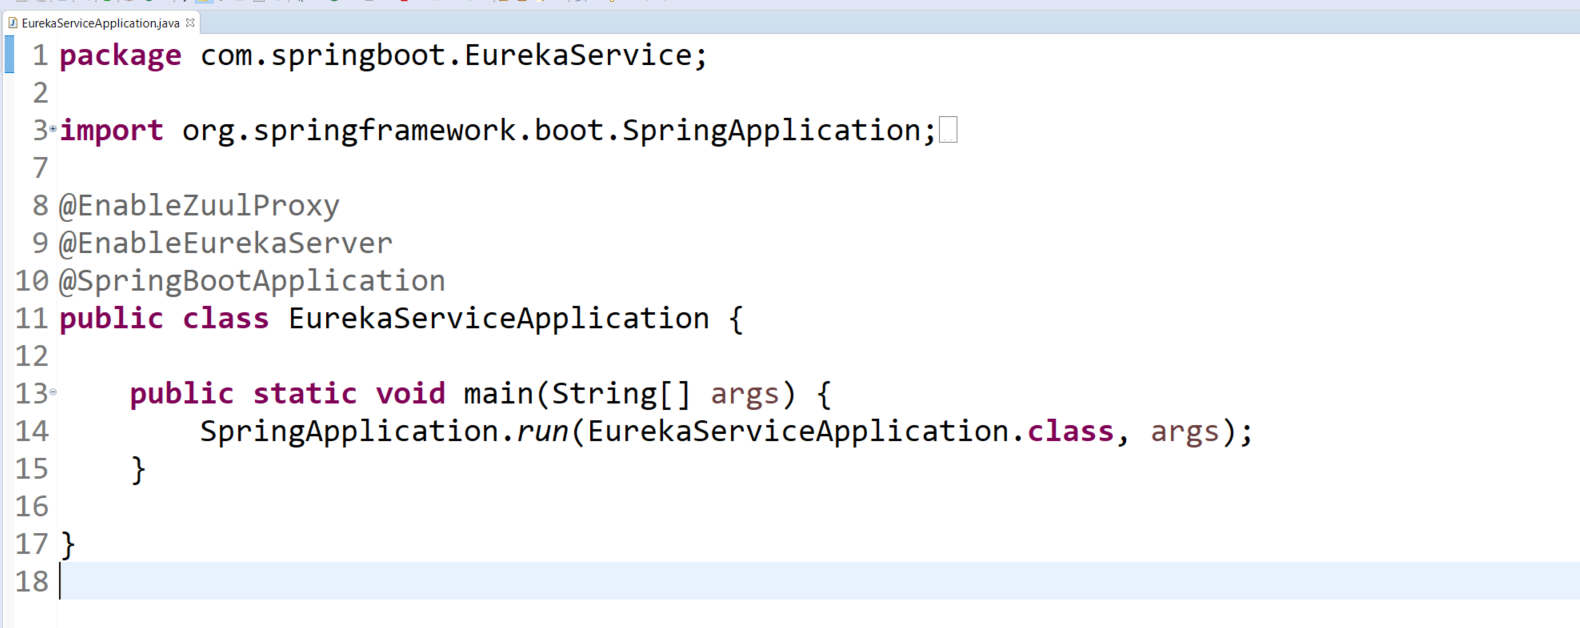 EurekaServiceApplication.java
1 package com.springboot.EurekaService;
2
3 import org.springframework.boot.SpringApplication;
7
8 @EnableZuulProxy
9 @EnableEurekaServer
10 @SpringBootApplication
11 public class EurekaServiceApplication {
12
13 public static void main(String[] args) {
14 SpringApplication.run(EurekaServiceApplication.class, args);
15 }
16
17 }
18